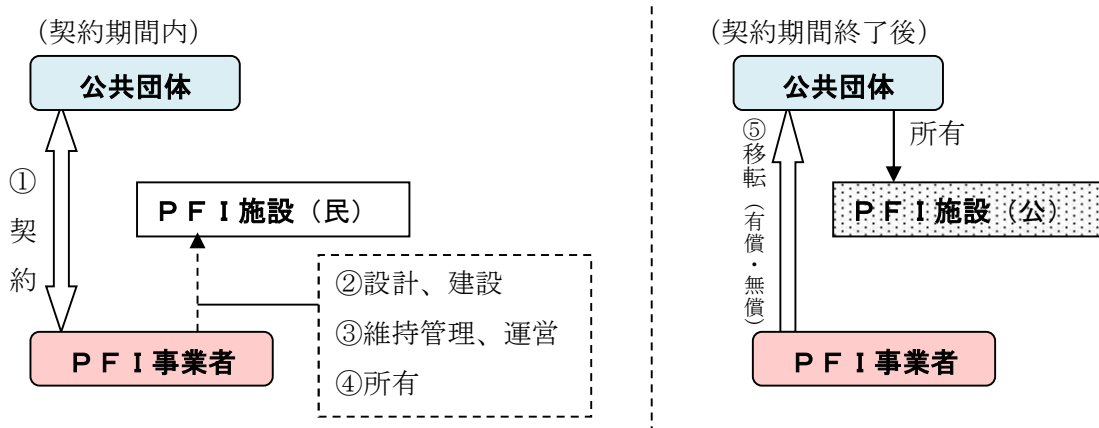 （契約期間内）
公共団体
①契約
ＰＦＩ施設（民）
②設計、建設
③維持管理、運営
④所有
ＰＦＩ事業者
（契約期間終了後）
公共団体
⑤移転（有償・無償）
所有
ＰＦＩ施設（公）
ＰＦＩ事業者